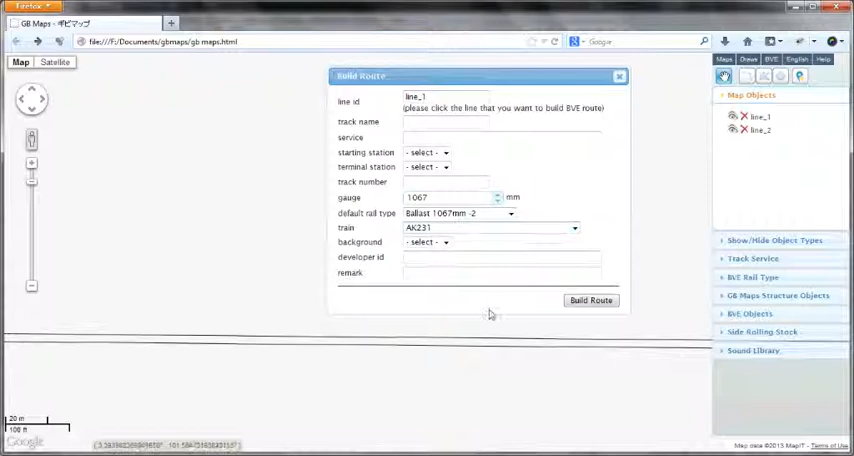 Firefox
GB Maps - ギビマップ
file:///F:/Documents/gbmaps/gb maps.html
Google
Map Satellite
Maps Draws BVE English Help
Build Route
line id line_1
(please click the line that you want to build BVE route)
track name
service
starting station - select -
terminal station - select -
track number
gauge 1067 mm
default rail type Ballast 1067mm -2
train AK231
background - select -
developer id
remark
Build Route
Map Objects
line_1
line_2
Show/Hide Object Types
Track Service
BVE Rail Type
GB Maps Structure Objects
BVE Objects
Side Rolling Stock
Sound Library
20 m
100 ft
Google
Map data ©2013 MapIT - Terms of Use